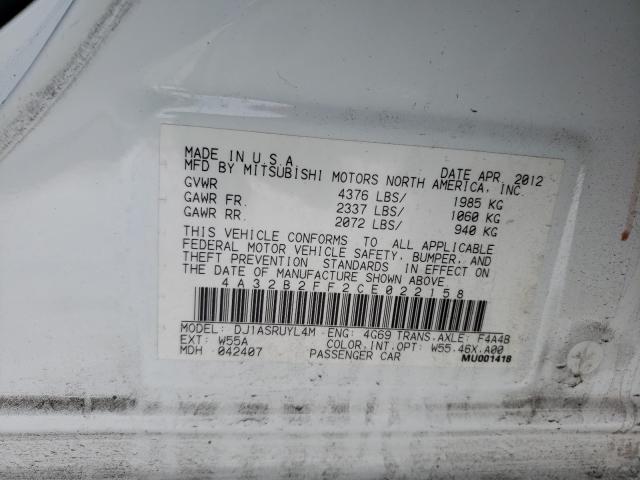 MADE IN U.S.A. DATE APR, 2012
MFD BY MITSUBISHI MOTORS NORTH AMERICA, INC.
GVWR 4376 LBS/ 1985 KG
GAWR FR. 2337 LBS/ 1060 KG
GAWR RR. 2072 LBS/ 940 KG
THIS VEHICLE CONFORMS TO ALL APPLICABLE
FEDERAL MOTOR VEHICLE SAFETY, BUMPER, AND
THEFT PREVENTION STANDARDS IN EFFECT ON
THE DATE OF MANUFACTURE SHOWN ABOVE
4A32B2FF2CE022158
MODEL: DJ1ASRUYL4M ENG: 4G69 TRANS.AXLE: F4A4B
EXT: W55A COLOR,INT,OPT: W55.46X.A00
MDH 042407 PASSENGER CAR MU001418